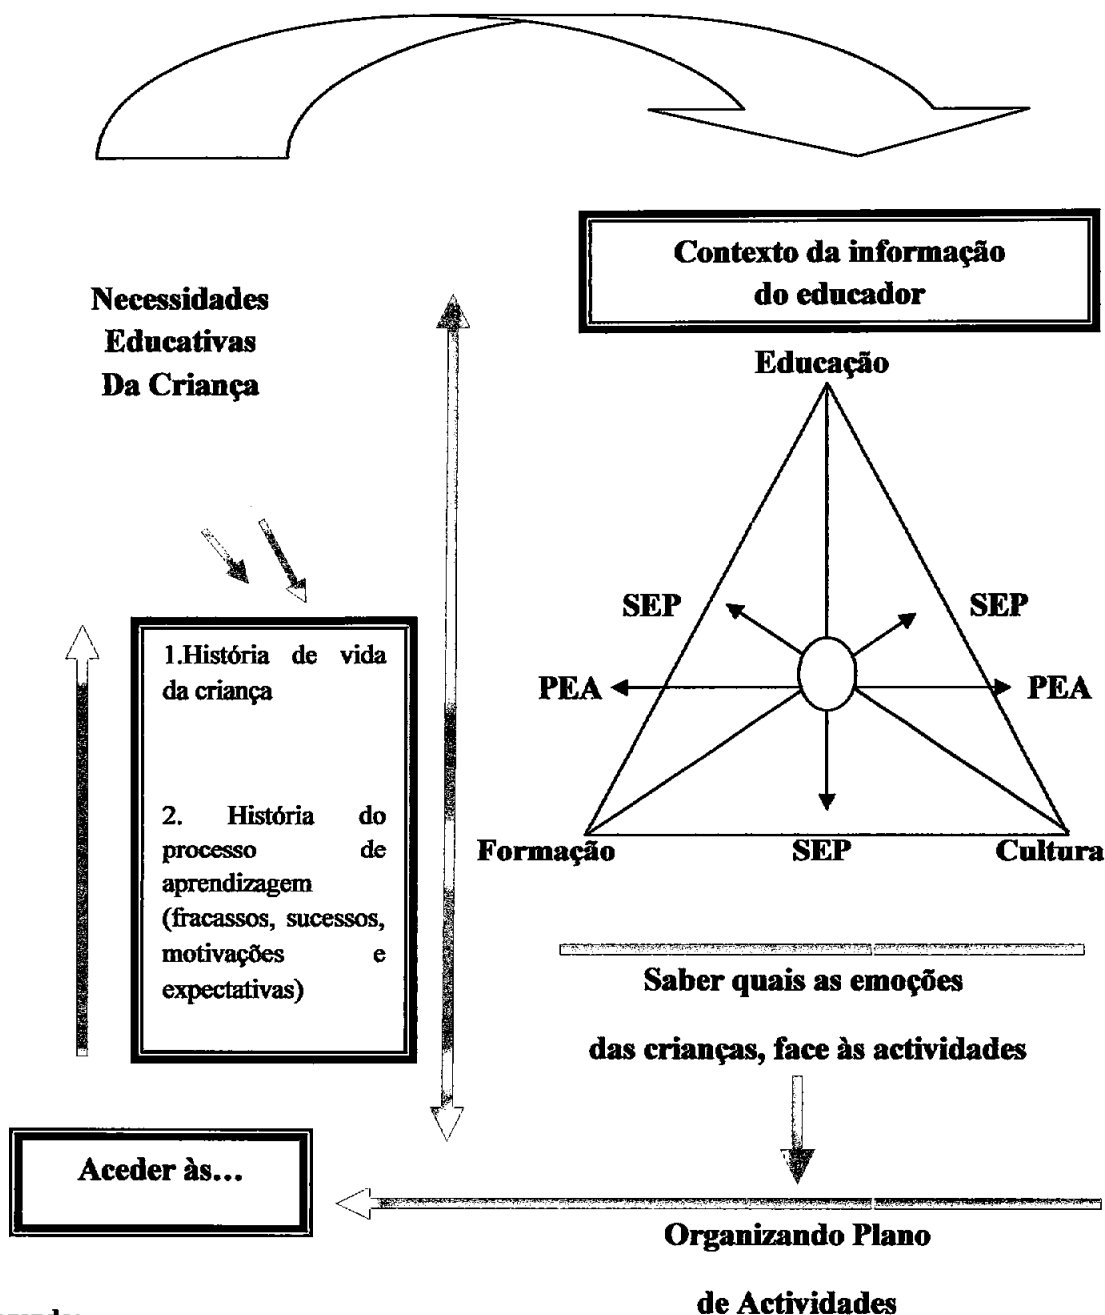 Contexto da informação
do educador
Necessidades
Educativas
Da Criança
Educação
SEP
SEP
PEA
PEA
Formação
SEP
Cultura
1.História de vida
da criança
2. História do
processo de
aprendizagem
(fracassos, sucessos,
motivações e
expectativas)
Saber quais as emoções
das crianças, face às actividades
Aceder às...
Organizando Plano
de Actividades